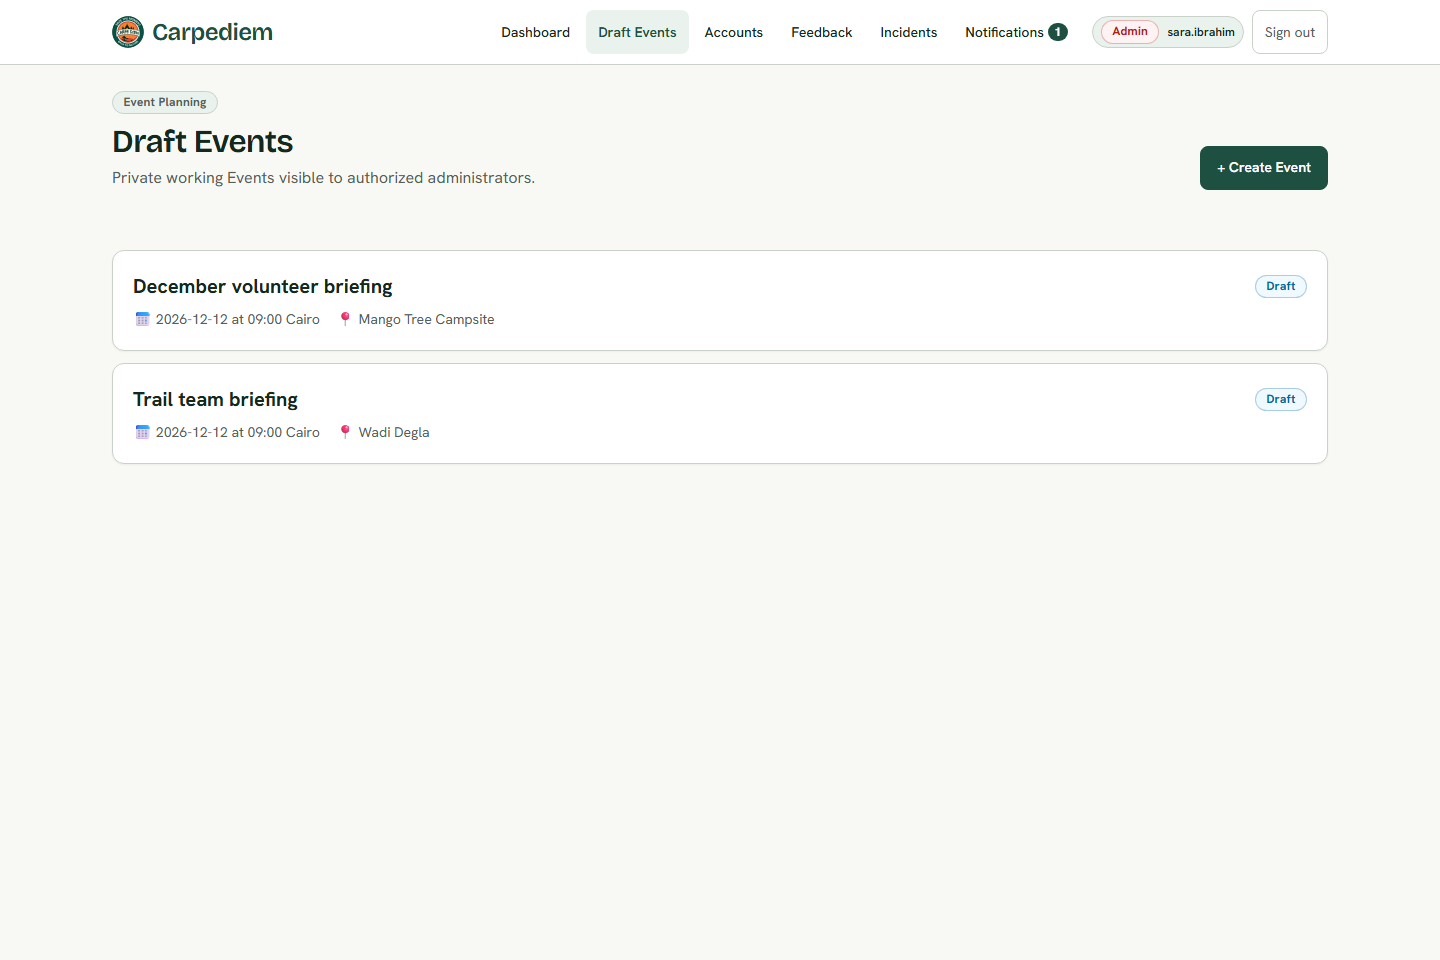 Carpediem
Dashboard
Draft Events
Accounts
Feedback
Incidents
Notifications 1
Admin sara.ibrahim
Sign out
Event Planning
Draft Events
Private working Events visible to authorized administrators.
+ Create Event
December volunteer briefing
Draft
2026-12-12 at 09:00 Cairo
Mango Tree Campsite
Trail team briefing
Draft
2026-12-12 at 09:00 Cairo
Wadi Degla